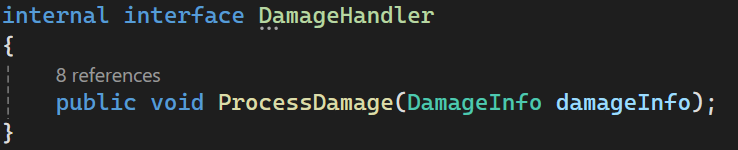 internal interface DamageHandler
{
8 references
public void ProcessDamage(DamageInfo damageInfo);
}